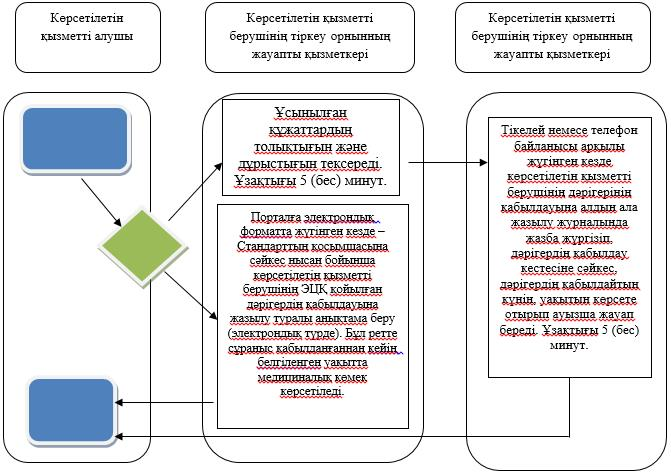 Көрсетілетін
қызметті алушы
Көрсетілетін қызметті
берушінің тіркеу орнынның
жауапты қызметкері
Көрсетілетін қызметті
берушінің тіркеу орнынның
жауапты қызметкері
Ұсынылған
құжаттардың
толықтығын және
дұрыстығын тексереді.
Ұзақтығы 5 (бес) минут.
Порталға электрондық
форматта жүгінген кезде –
Стандарттың қосымшасына
сәйкес нысан бойынша
көрсетілетін қызметті
берушінің ЭЦҚ қойылған
дәрігердің қабылдауына
жазылу туралы анықтама беру
(электрондық түрде). Бұл ретте
сұраныс қабылданғаннан кейін
белгіленген уақытта
медициналық көмек
көрсетіледі.
Тікелей немесе телефон
байланысы арқылы
жүгінген кезде
көрсетілетін қызметті
берушінің дәрігерінің
қабылдауына алдын ала
жазылу журналында
жазба жүргізіп,
дәрігердің қабылдау
кестесіне сәйкес,
дәрігердің қабылдайтын
күнін, уақытын көрсете
отырып ауызша жауап
береді. Ұзақтығы 5 (бес)
минут.